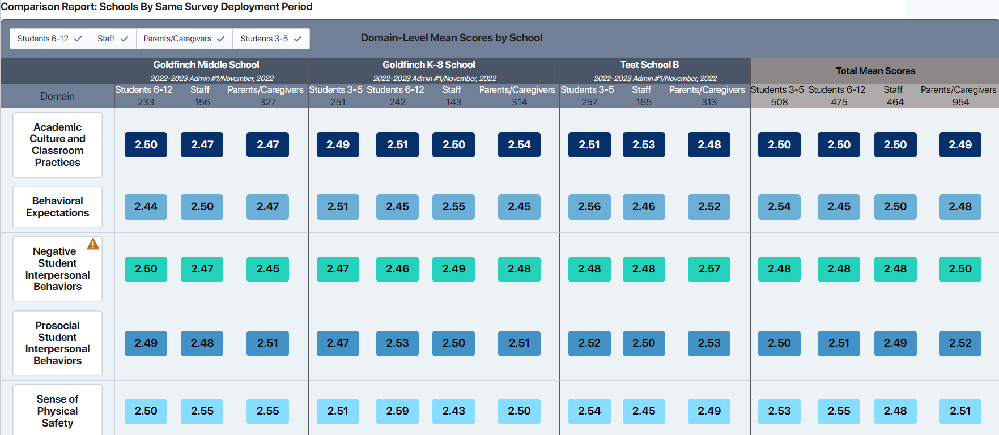 Comparison Report: Schools By Same Survey Deployment Period
Students 6-12 Staff Parents/Caregivers Students 3-5
Domain-Level Mean Scores by School
Goldfinch Middle School Goldfinch K-8 School Test School B Total Mean Scores
2022-2023 Admin #1/November, 2022 2022-2023 Admin #1/November, 2022 2022-2023 Admin #1/November, 2022
Domain Students 6-12 Staff Parents/Caregivers Students 3-5 Students 6-12 Staff Parents/Caregivers Students 3-5 Staff Parents/Caregivers Students 3-5 Students 6-12 Staff Parents/Caregivers
233 156 327 251 242 143 314 257 165 313 508 475 464 954
Academic
Culture and
Classroom
Practices
2.50 2.47 2.47 2.49 2.51 2.50 2.54 2.51 2.53 2.48 2.50 2.50 2.50 2.49
Behavioral
Expectations
2.44 2.50 2.47 2.51 2.45 2.55 2.45 2.56 2.46 2.52 2.54 2.45 2.50 2.48
Negative
Student
Interpersonal
Behaviors
2.50 2.47 2.45 2.47 2.46 2.49 2.48 2.48 2.48 2.57 2.48 2.48 2.48 2.50
Prosocial
Student
Interpersonal
Behaviors
2.49 2.48 2.51 2.47 2.53 2.50 2.51 2.52 2.50 2.53 2.50 2.51 2.49 2.52
Sense of
Physical
Safety
2.50 2.55 2.55 2.51 2.59 2.43 2.50 2.54 2.45 2.49 2.53 2.55 2.48 2.51